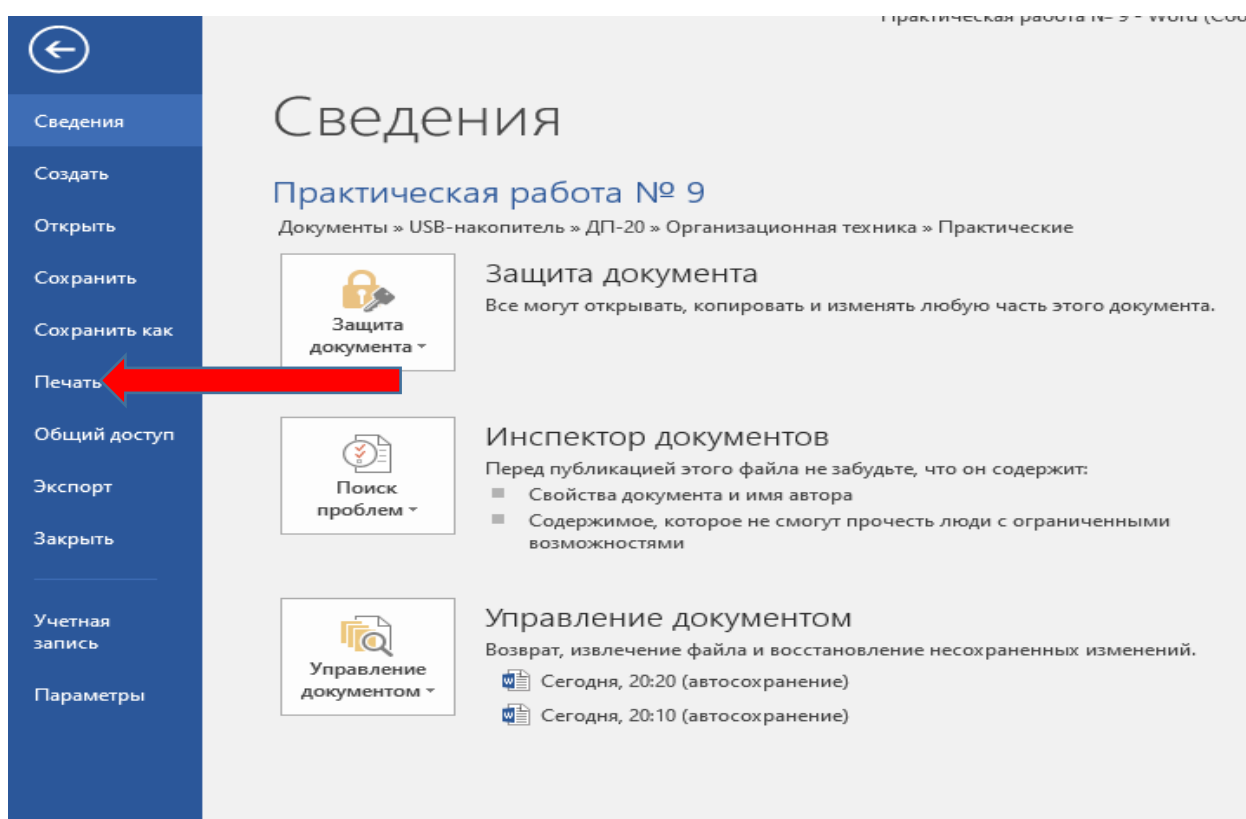 Практическая работа № 9 - Word
Сведения
Создать
Открыть
Сохранить
Сохранить как
Печать
Общий доступ
Экспорт
Закрыть
Учетная
запись
Параметры
Сведения
Практическая работа № 9
Документы » USB-накопитель » ДП-20 » Организационная техника » Практические
Защита
документа
Защита документа
Все могут открывать, копировать и изменять любую часть этого документа.
Поиск
проблем
Инспектор документов
Перед публикацией этого файла не забудьте, что он содержит:
Свойства документа и имя автора
Содержимое, которое не смогут прочесть люди с ограниченными
возможностями
Управление
документом
Управление документом
Возврат, извлечение файла и восстановление несохраненных изменений.
Сегодня, 20:20 (автосохранение)
Сегодня, 20:10 (автосохранение)